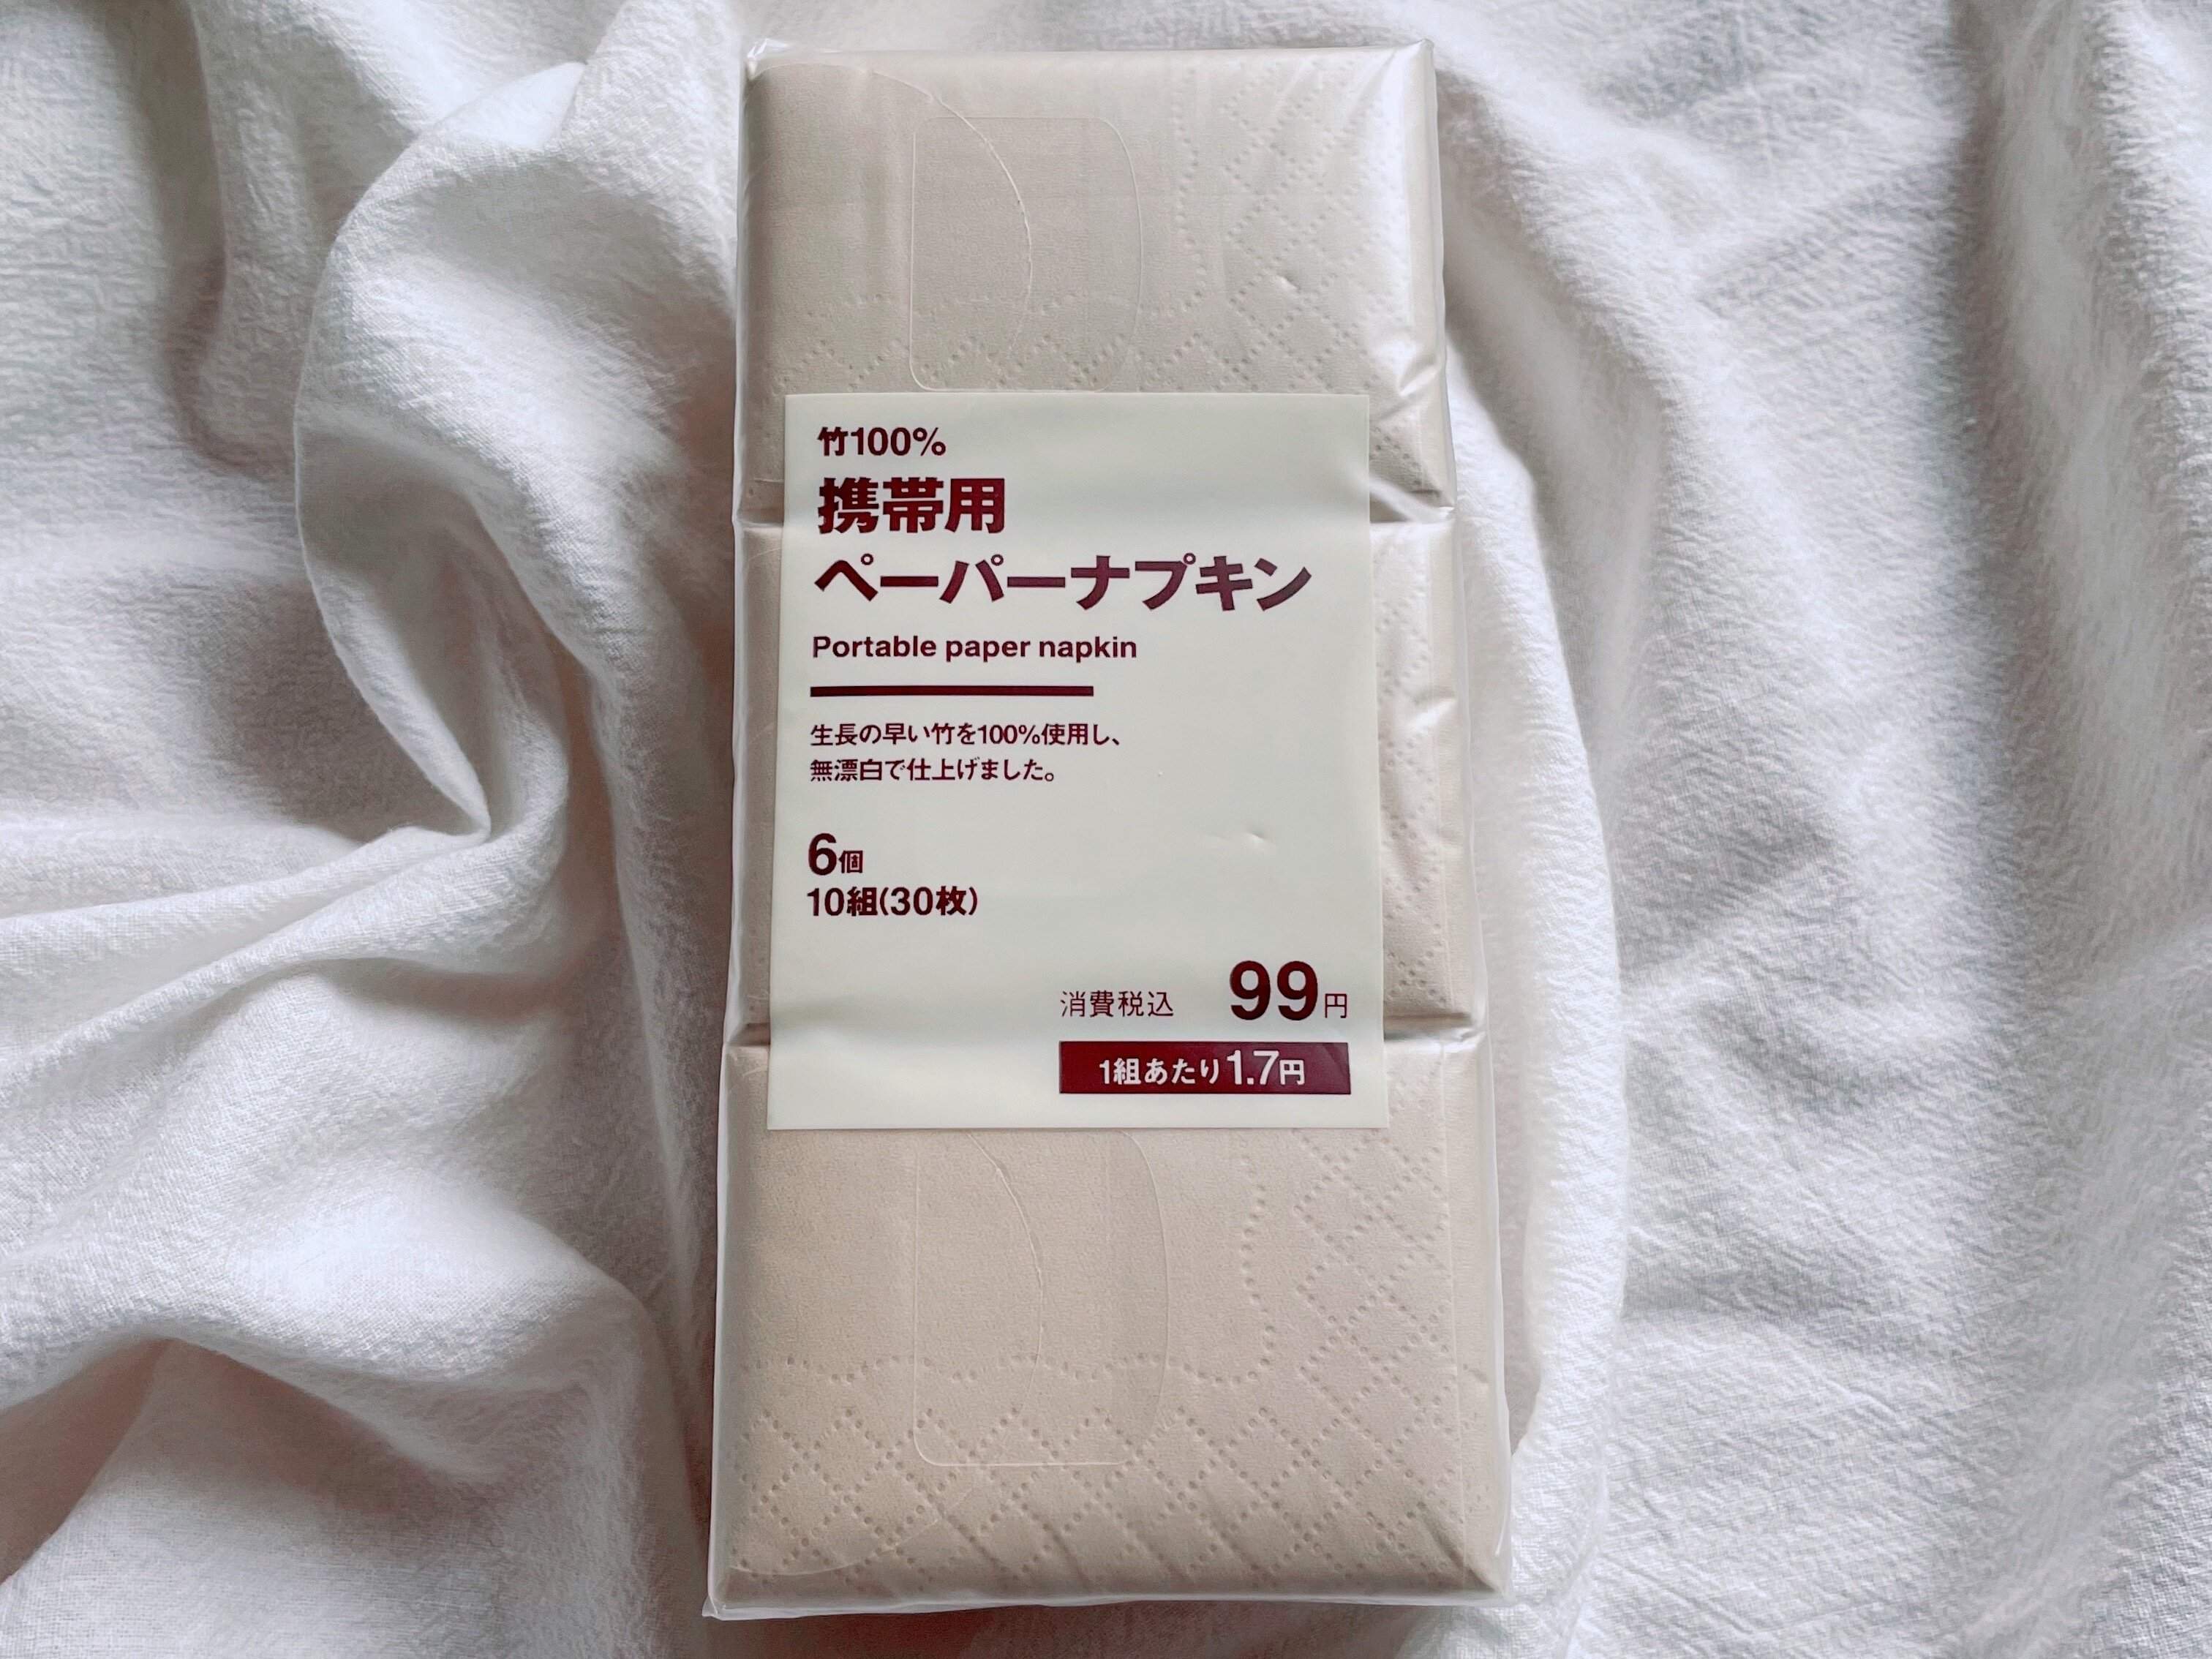 竹100%
携帯用
ペーパーナプキン
Portable paper napkin
生長の早い竹を100%使用し、
無漂白で仕上げました。
6個
10組(30枚)
消費税込 99円
1組あたり1.7円